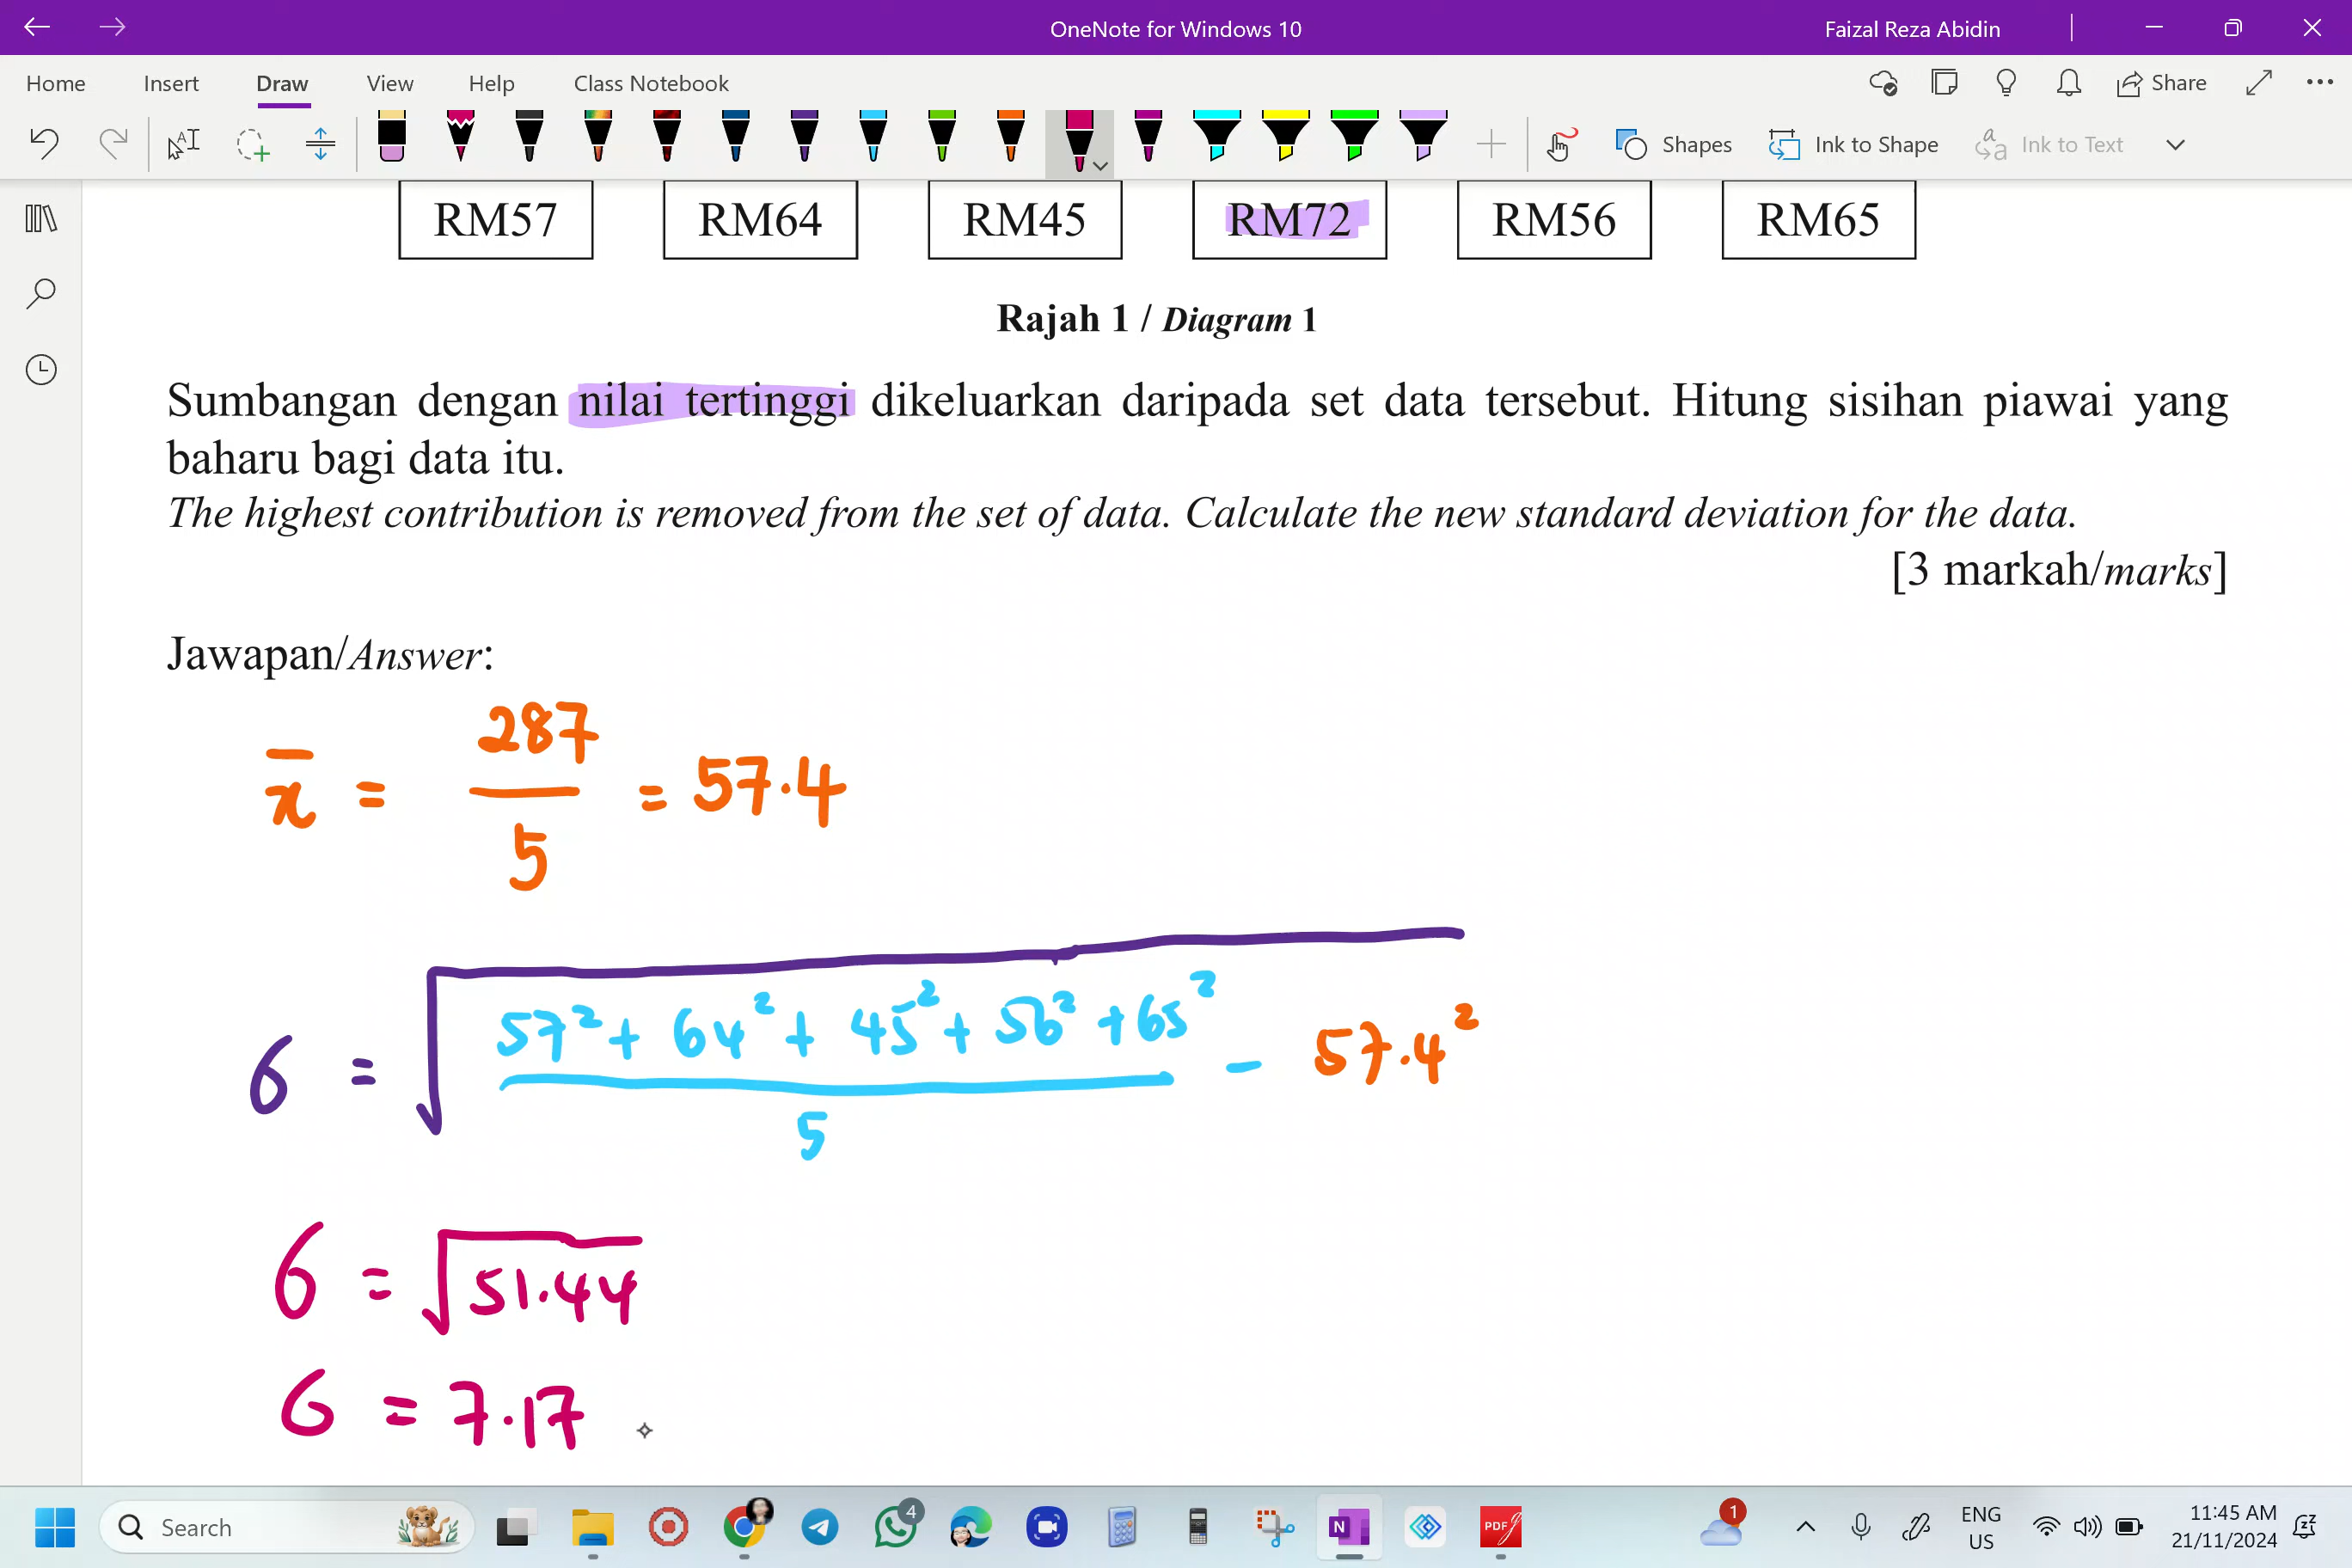 OneNote for Windows 10
Faizal Reza Abidin
Home Insert Draw View Help Class Notebook
Share
Shapes Ink to Shape Ink to Text
RM57 RM64 RM45 RM72 RM56 RM65
Rajah 1 / Diagram 1
Sumbangan dengan nilai tertinggi dikeluarkan daripada set data tersebut. Hitung sisihan piawai yang
baharu bagi data itu.
The highest contribution is removed from the set of data. Calculate the new standard deviation for the data.
[3 markah/marks]
Jawapan/Answer:
x̄ = 287/5 = 57.4
σ = √(57² + 64² + 45² + 56² + 65²)/5 − 57.4²
σ = √51.44
σ = 7.17
Search
4
N
PDF
1
ENG
US
11:45 AM
21/11/2024